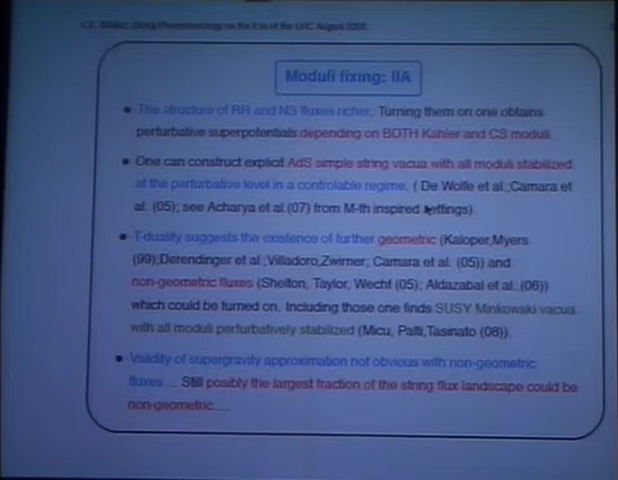 String Phenomenology on the Eve of the LHC August 2008
Moduli fixing: IIA
• The structure of RR and NS fluxes richer. Turning them on one obtains
perturbative superpotentials depending on BOTH Kahler and CS moduli.
• One can construct explicit AdS simple string vacua with all moduli stabilized
at the perturbative level in a controlable regime. ( De Wolfe et al.;Camara et
al. (05); see Acharya et al.(07) from M-th inspired settings)
• T-duality suggests the existence of further geometric (Kaloper,Myers
(99);Derendinger et al.;Villadoro,Zwirner; Camara et al. (05)) and
non-geometric fluxes (Shelton, Taylor, Wecht (05); Aldazabal et al. (06))
which could be turned on. Including those one finds SUSY Minkowski vacua
with all moduli perturbatively stabilized (Micu, Palti,Tasinato (08)).
• Validity of supergravity approximation not obvious with non-geometric
fluxes.... Still posibly the largest fraction of the string flux landscape could be
non-geometric....